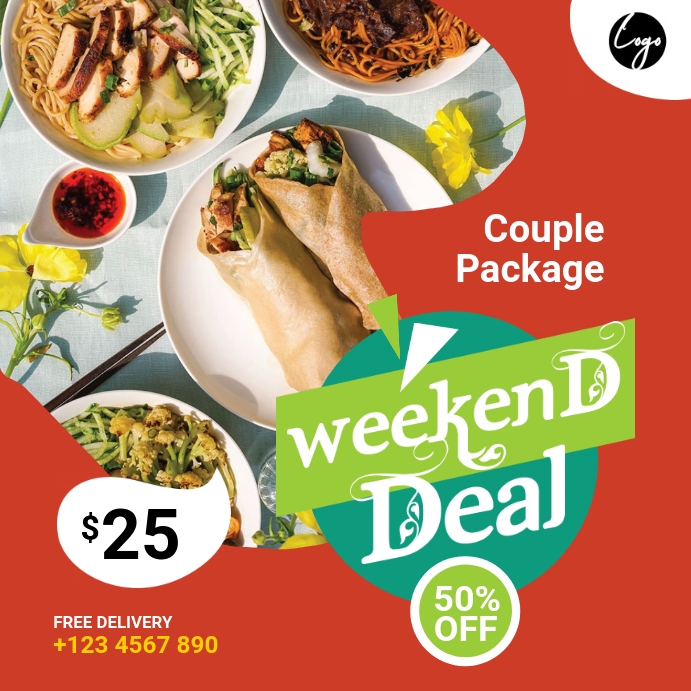 Logo
Couple
Package
weekenD
Deal
$25
50%
OFF
FREE DELIVERY
+123 4567 890